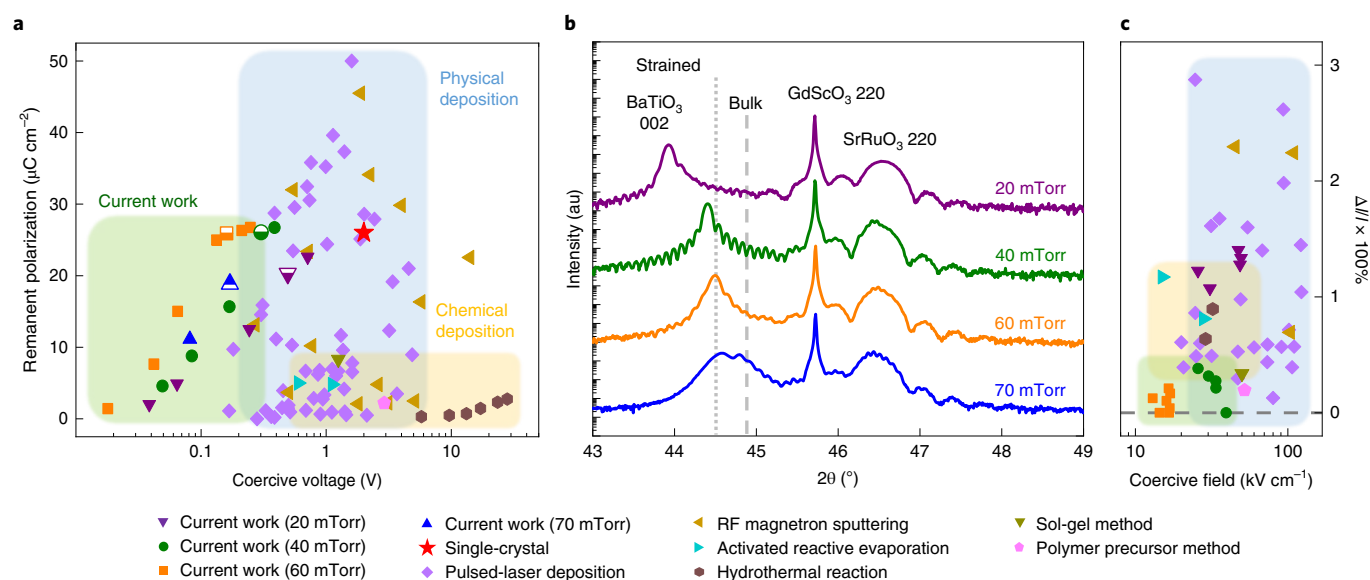 a
50
40
30
20
10
0
Remanent polarization (μC cm−2)
0.1
1
10
Coercive voltage (V)
Physical
deposition
Current work
Chemical
deposition
b
Strained
BaTiO3
002
Bulk
GdScO3 220
SrRuO3 220
20 mTorr
40 mTorr
60 mTorr
70 mTorr
Intensity (au)
43
44
45
46
47
48
49
2θ (°)
c
3
2
1
0
Δl/l × 100%
10
100
Coercive field (kV cm−1)
Current work (20 mTorr)
Current work (40 mTorr)
Current work (60 mTorr)
Current work (70 mTorr)
Single-crystal
Pulsed-laser deposition
RF magnetron sputtering
Activated reactive evaporation
Hydrothermal reaction
Sol-gel method
Polymer precursor method